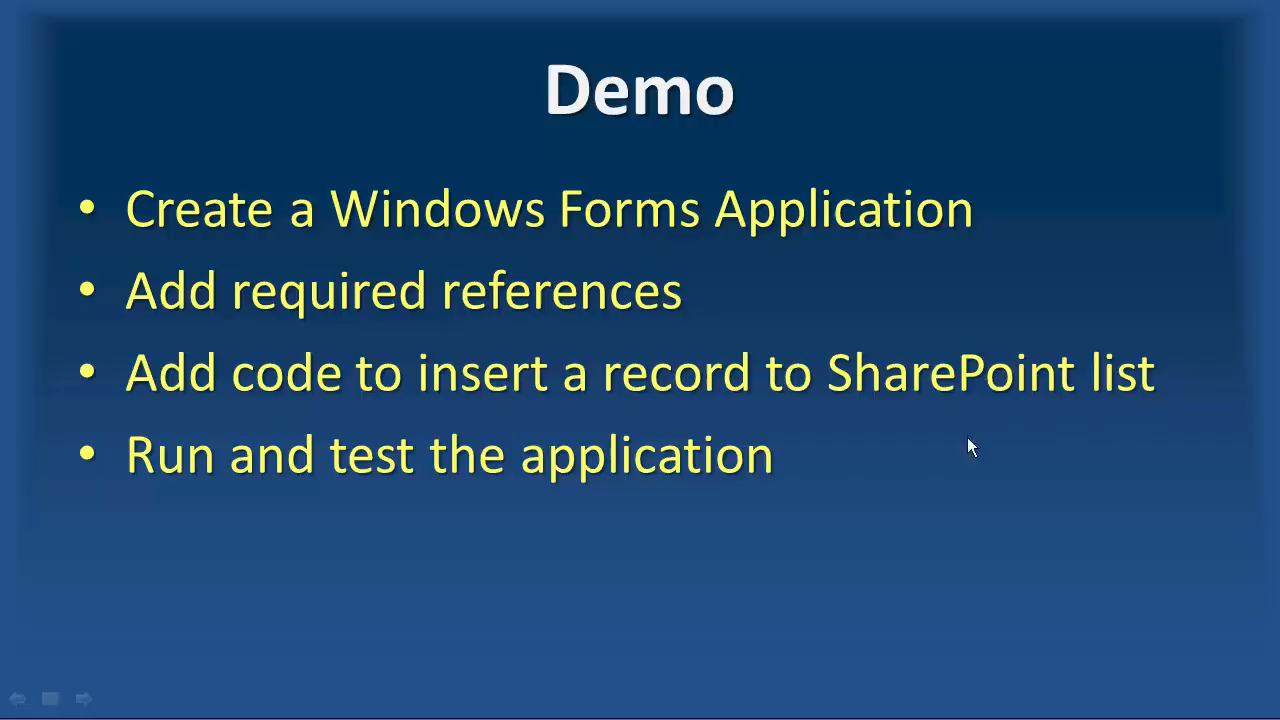 Demo
• Create a Windows Forms Application
• Add required references
• Add code to insert a record to SharePoint list
• Run and test the application